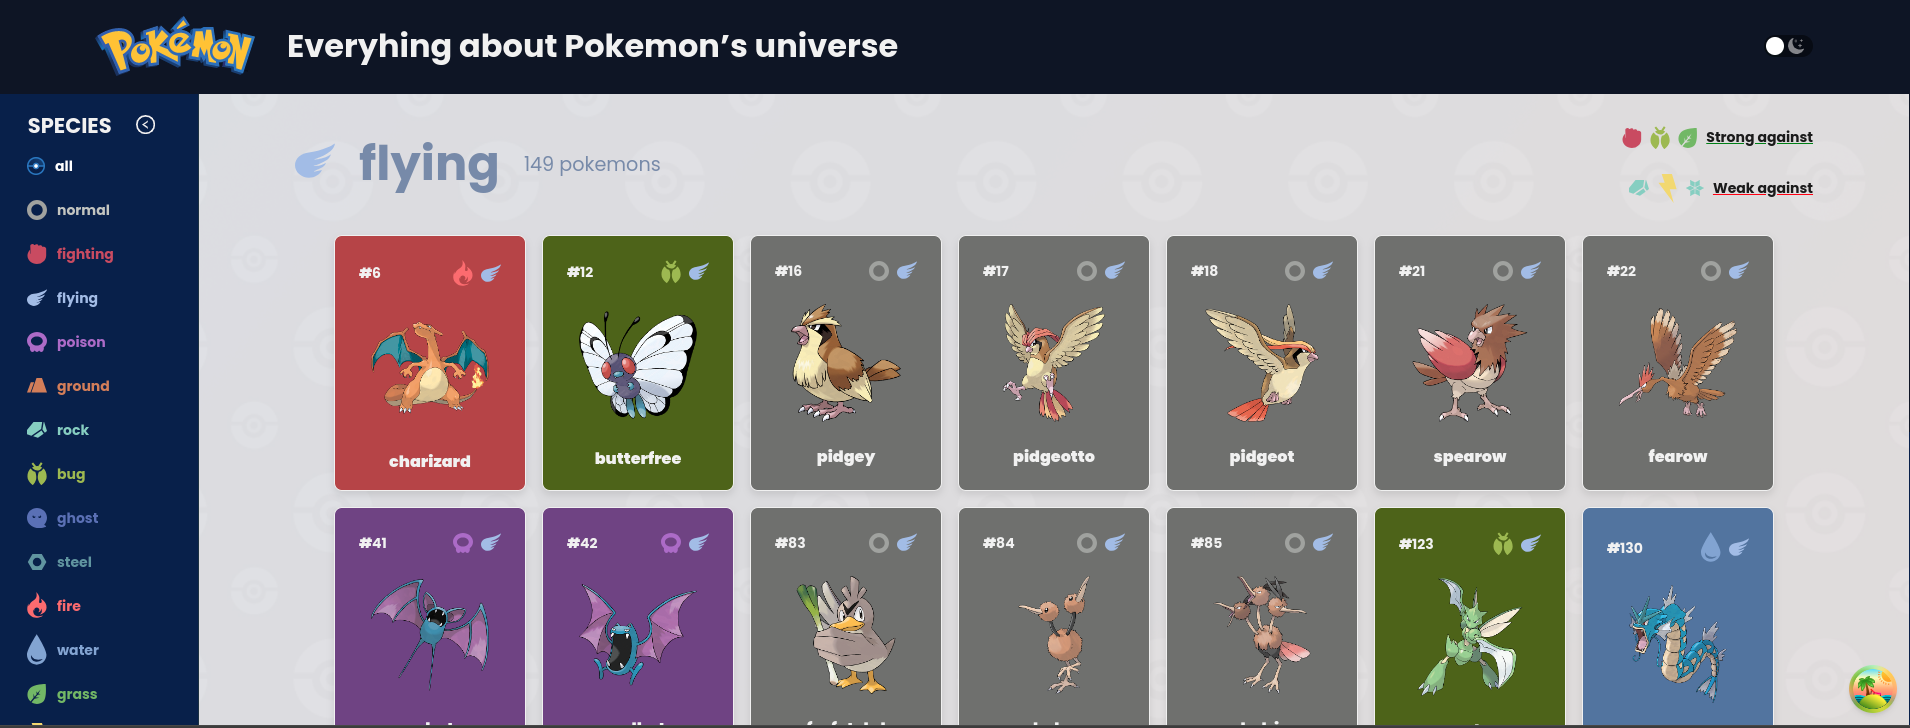 Pokémon
Everyhing about Pokemon’s universe
SPECIES
all
normal
fighting
flying
poison
ground
rock
bug
ghost
steel
fire
water
grass
flying
149 pokemons
Strong against
Weak against
#6
#12
#16
#17
#18
#21
#22
charizard
butterfree
pidgey
pidgeotto
pidgeot
spearow
fearow
#41
#42
#83
#84
#85
#123
#130